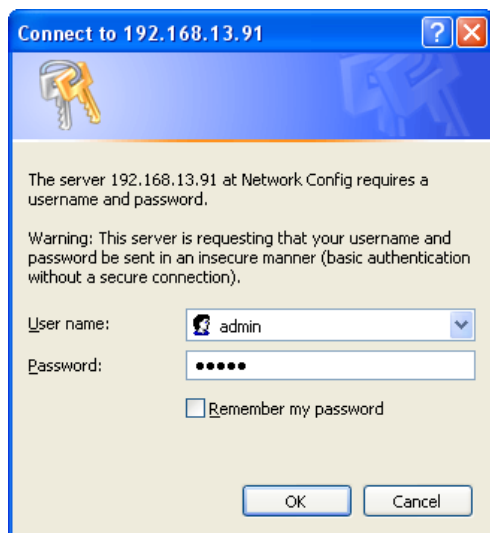 Connect to 192.168.13.91
The server 192.168.13.91 at Network Config requires a
username and password.
Warning: This server is requesting that your username and
password be sent in an insecure manner (basic authentication
without a secure connection).
User name:
admin
Password:
•••••
Remember my password
OK
Cancel